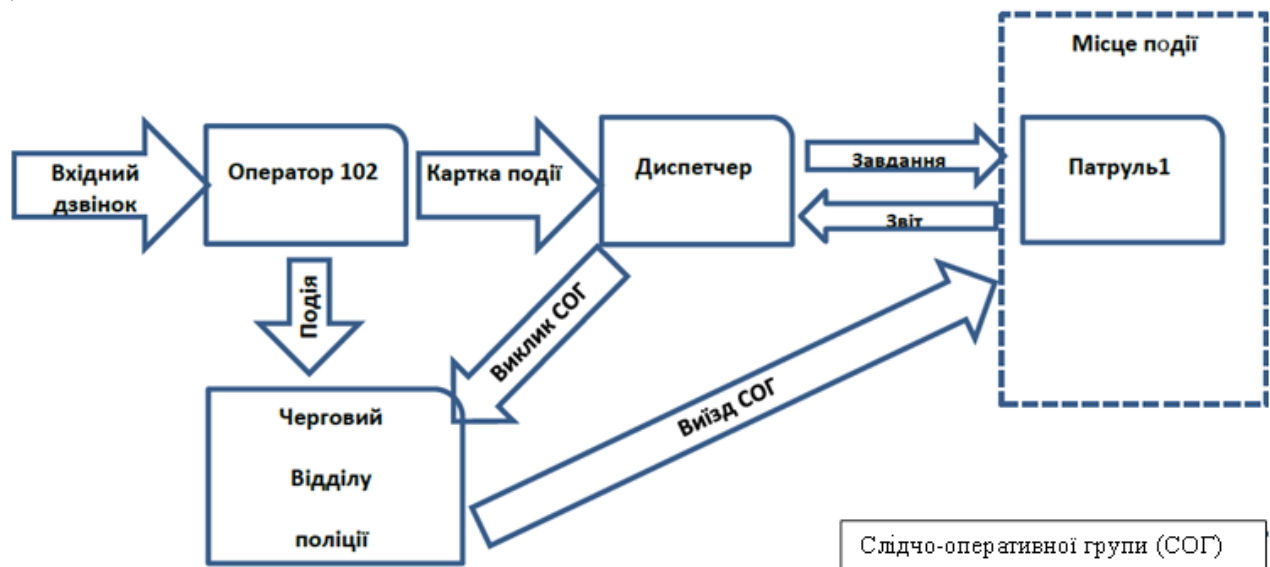 Місце події
Вхідний
дзвінок
Оператор 102
Картка події
Диспетчер
Завдання
Звіт
Патруль1
Подія
Виклик СОГ
Виїзд СОГ
Черговий
Відділу
поліції
Слідчо-оперативної групи (СОГ)